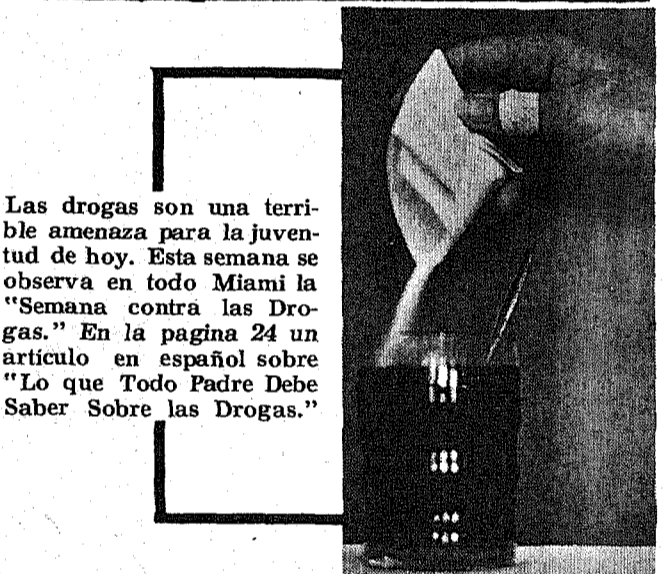 Las drogas son una terri-
ble amenaza para la juven-
tud de hoy. Esta semana se
observa en todo Miami la
"Semana contra las Dro-
gas." En la pagina 24 un
artículo en español sobre
"Lo que Todo Padre Debe
Saber Sobre las Drogas."